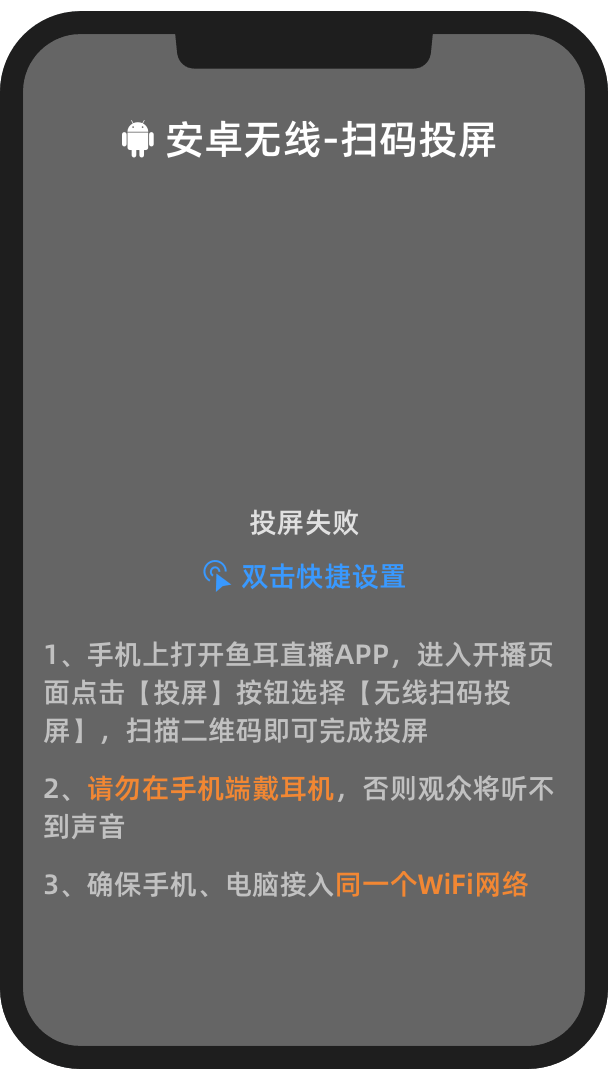 安卓无线-扫码投屏
投屏失败
双击快捷设置
1、手机上打开鱼耳直播APP，进入开播页
面点击【投屏】按钮选择【无线扫码投
屏】，扫描二维码即可完成投屏
2、请勿在手机端戴耳机，否则观众将听不
到声音
3、确保手机、电脑接入同一个WiFi网络